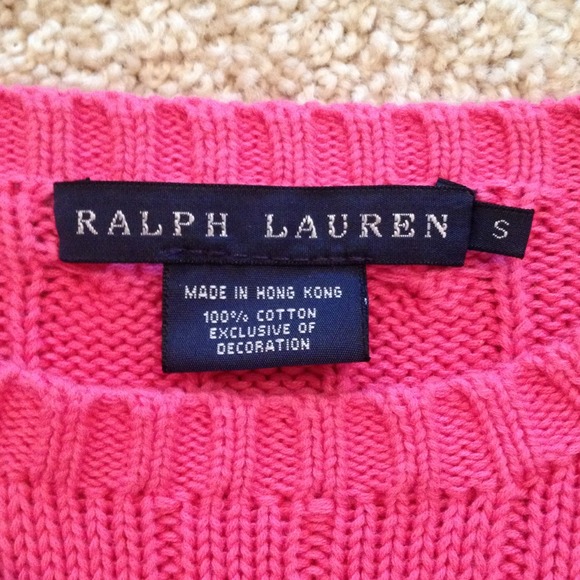 RALPH LAUREN S
MADE IN HONG KONG
100% COTTON
EXCLUSIVE OF
DECORATION